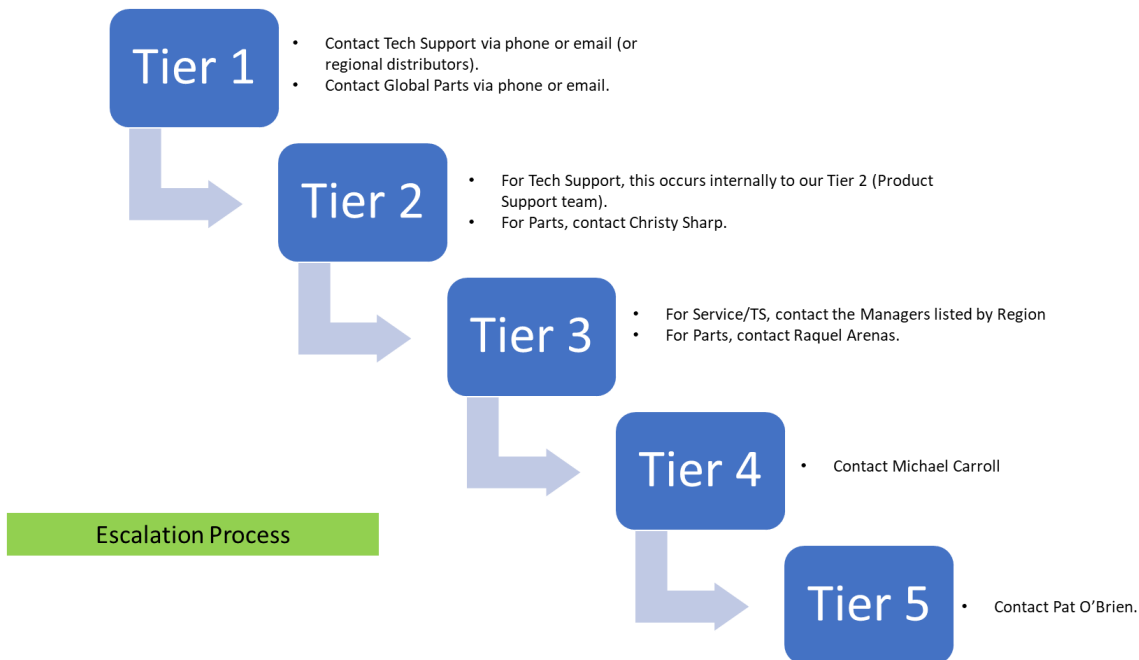 Tier 1
• Contact Tech Support via phone or email (or
regional distributors).
• Contact Global Parts via phone or email.
Tier 2
• For Tech Support, this occurs internally to our Tier 2 (Product
Support team).
• For Parts, contact Christy Sharp.
Tier 3
• For Service/TS, contact the Managers listed by Region
• For Parts, contact Raquel Arenas.
Tier 4
• Contact Michael Carroll
Escalation Process
Tier 5
• Contact Pat O’Brien.